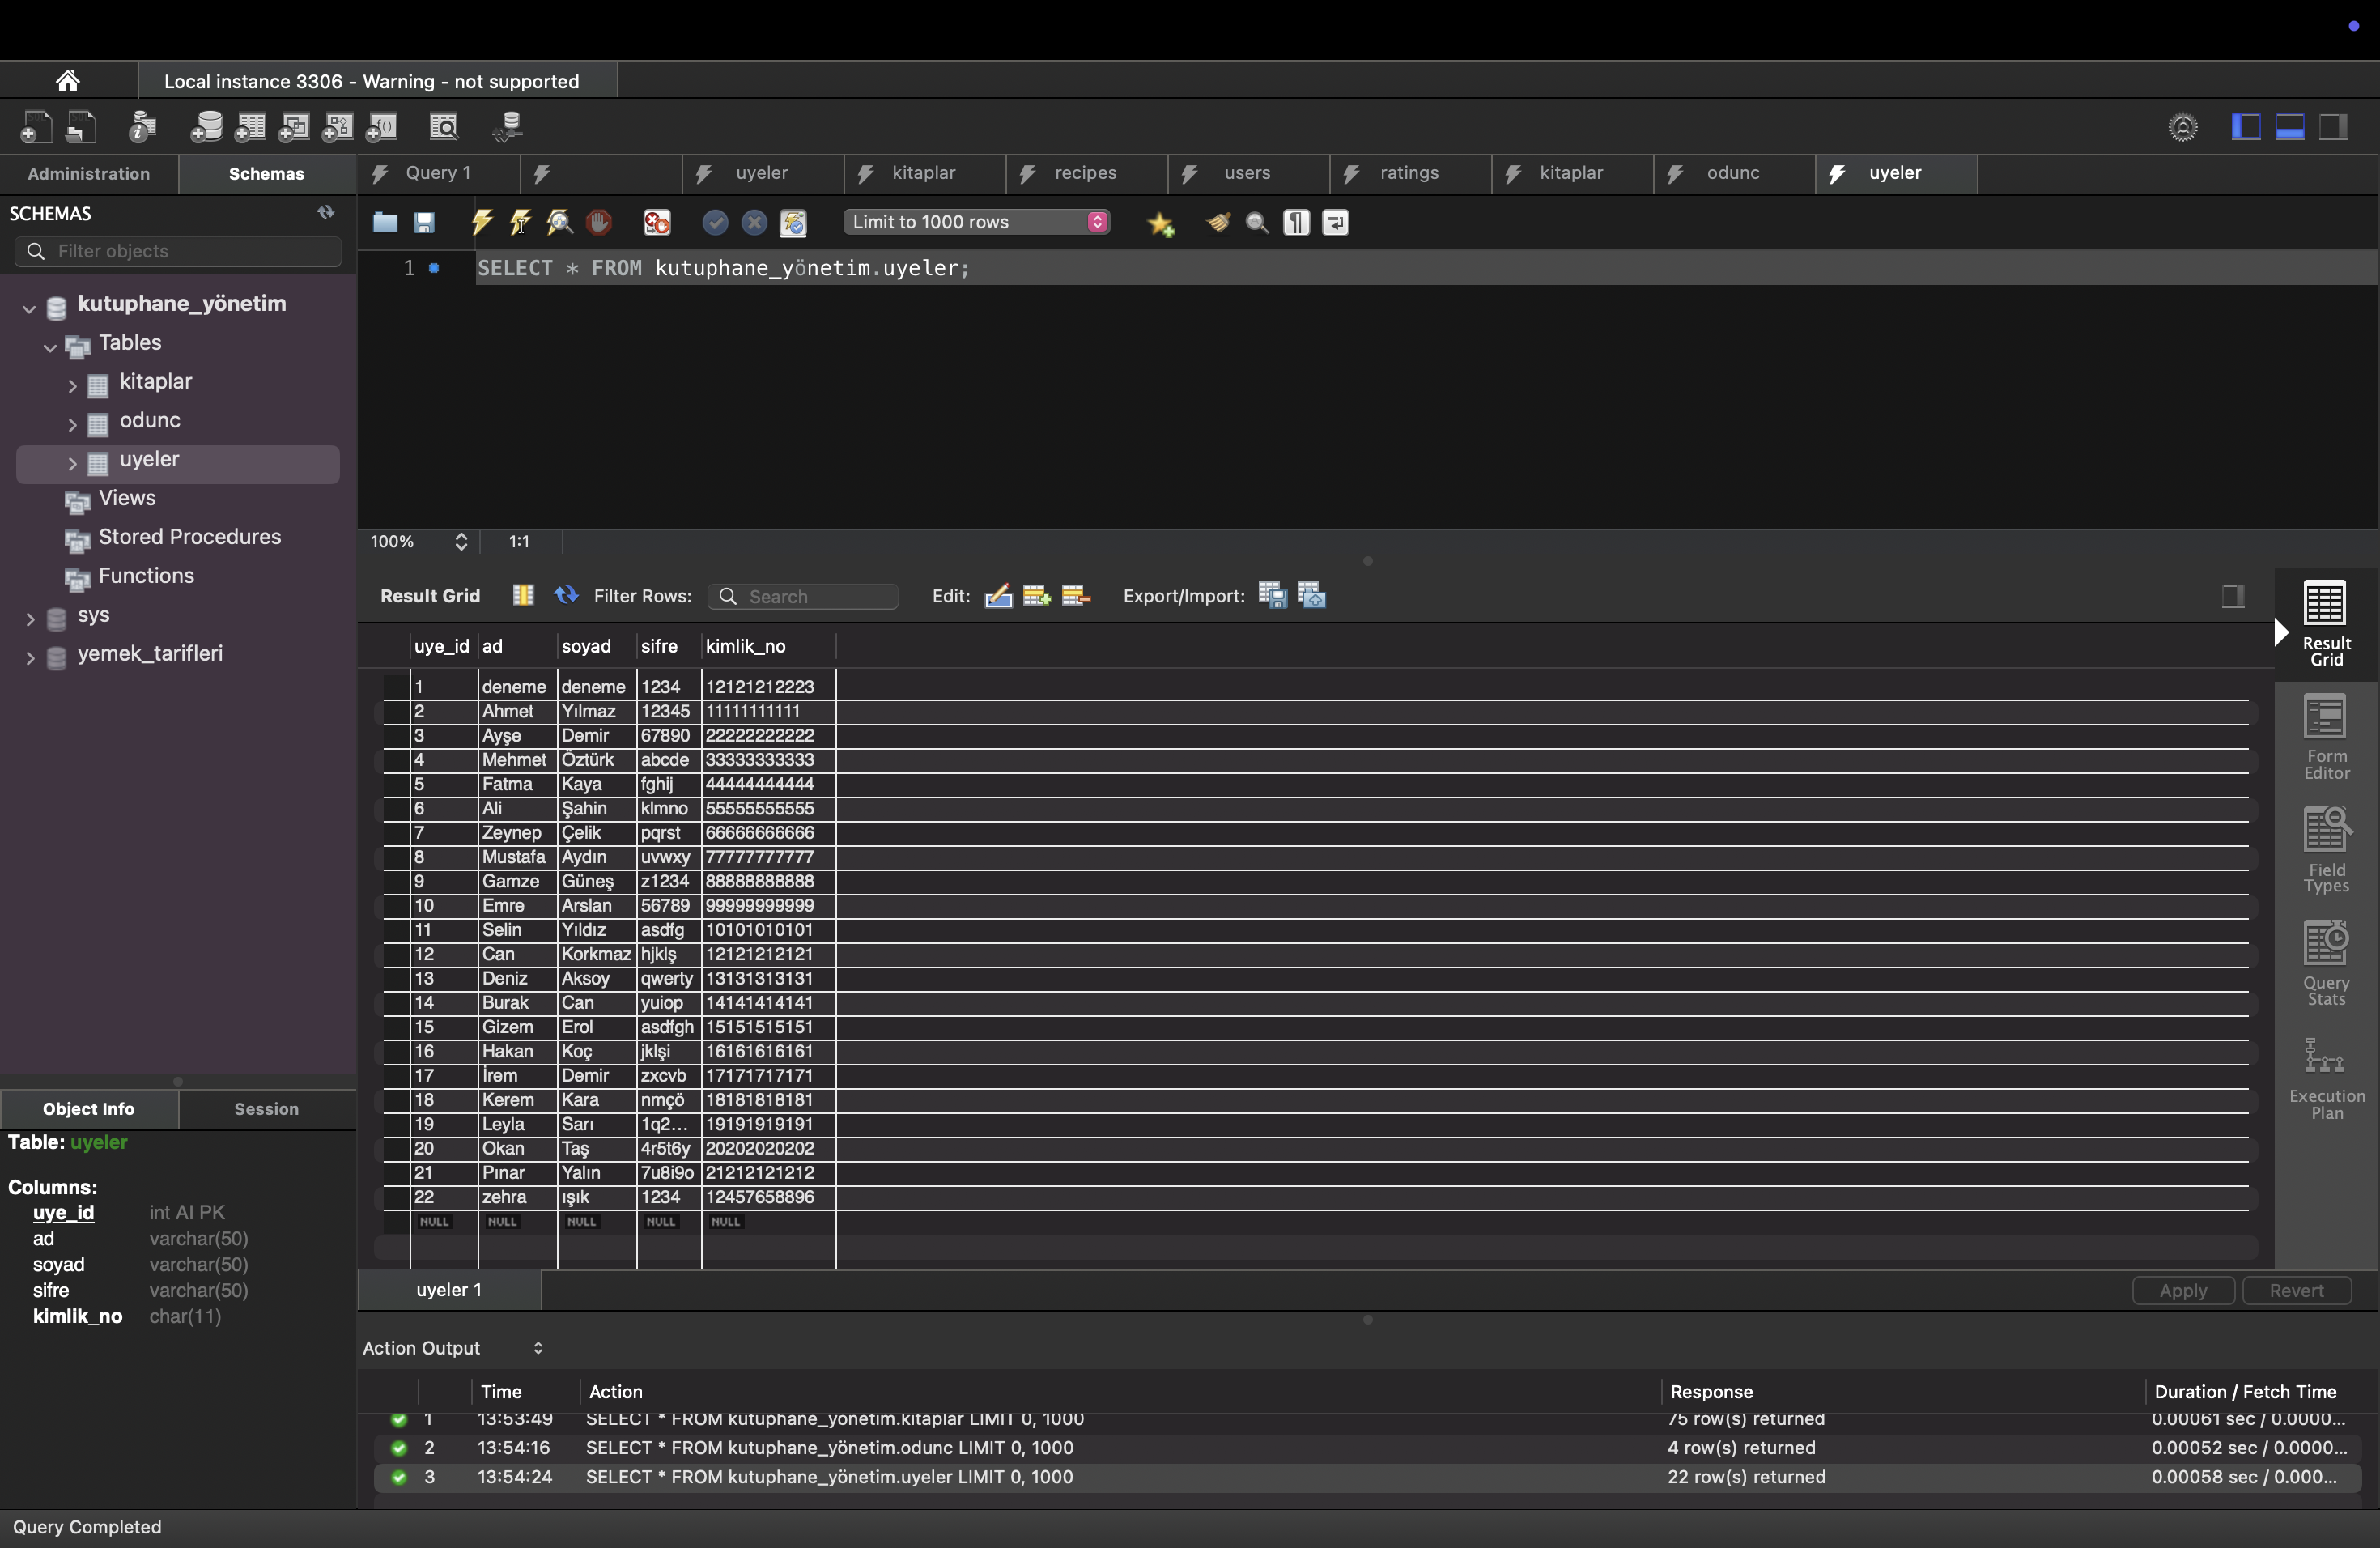 Local instance 3306 - Warning - not supported
Administration Schemas Query 1 uyeler kitaplar recipes users ratings kitaplar odunc uyeler
SCHEMAS
Limit to 1000 rows
Filter objects
1 SELECT * FROM kutuphane_yönetim.uyeler;
kutuphane_yönetim
Tables
kitaplar
odunc
uyeler
Views
Stored Procedures
Functions
sys
yemek_tarifleri
100% 1:1
Result Grid Filter Rows: Search Edit: Export/Import:
uye_id ad soyad sifre kimlik_no
1 deneme deneme 1234 12121212223
2 Ahmet Yılmaz 12345 11111111111
3 Ayşe Demir 67890 22222222222
4 Mehmet Öztürk abcde 33333333333
5 Fatma Kaya fghij 44444444444
6 Ali Şahin klmno 55555555555
7 Zeynep Çelik pqrst 66666666666
8 Mustafa Aydın uvwxy 77777777777
9 Gamze Güneş z1234 88888888888
10 Emre Arslan 56789 99999999999
11 Selin Yıldız asdfg 10101010101
12 Can Korkmaz hjklş 12121212121
13 Deniz Aksoy qwerty 13131313131
14 Burak Can yuiop 14141414141
15 Gizem Erol asdfgh 15151515151
16 Hakan Koç jklşi 16161616161
17 İrem Demir zxcvb 17171717171
18 Kerem Kara nmçö 18181818181
19 Leyla Sarı 1q2... 19191919191
20 Okan Taş 4r5t6y 20202020202
21 Pınar Yalın 7u8i9o 21212121212
22 zehra ışık 1234 12457658896
NULL NULL NULL NULL NULL
Result
Grid
Form
Editor
Field
Types
Query
Stats
Execution
Plan
Object Info Session
Table: uyeler
Columns:
uye_id int AI PK
ad varchar(50)
soyad varchar(50)
sifre varchar(50)
kimlik_no char(11)
uyeler 1 Apply Revert
Action Output
Time Action Response Duration / Fetch Time
1 13:53:49 SELECT * FROM kutuphane_yönetim.kitaplar LIMIT 0, 1000 75 row(s) returned 0.00061 sec / 0.0000...
2 13:54:16 SELECT * FROM kutuphane_yönetim.odunc LIMIT 0, 1000 4 row(s) returned 0.00052 sec / 0.0000...
3 13:54:24 SELECT * FROM kutuphane_yönetim.uyeler LIMIT 0, 1000 22 row(s) returned 0.00058 sec / 0.000...
Query Completed